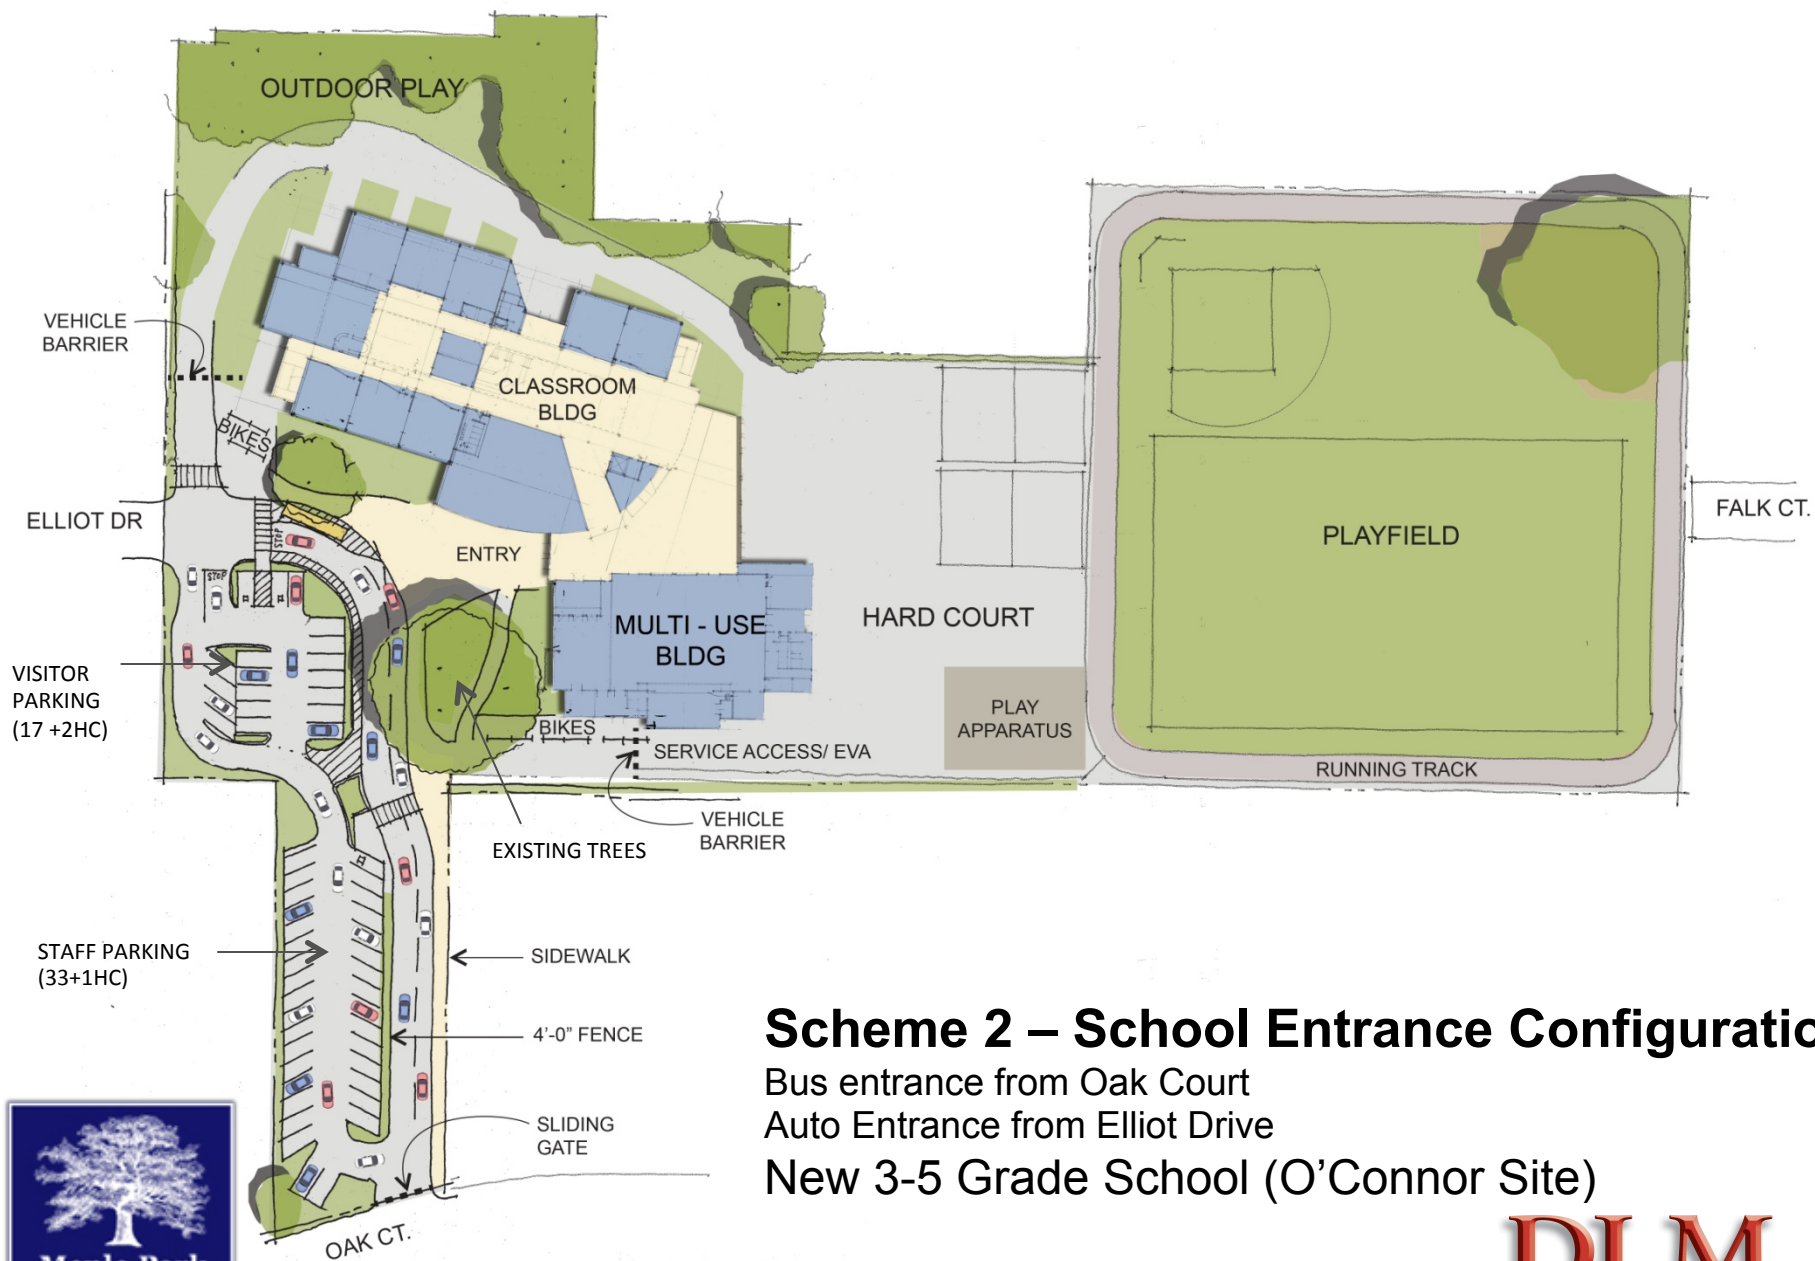 OUTDOOR PLAY
VEHICLE
BARRIER
CLASSROOM
BLDG
BIKES
ELLIOT DR
STOP
STOP
ENTRY
FALK CT.
PLAYFIELD
MULTI - USE
BLDG
HARD COURT
VISITOR
PARKING
(17 +2HC)
PLAY
APPARATUS
BIKES
SERVICE ACCESS/ EVA
RUNNING TRACK
VEHICLE
BARRIER
EXISTING TREES
STAFF PARKING
(33+1HC)
SIDEWALK
4'-0" FENCE
SLIDING
GATE
OAK CT.
Scheme 2 – School Entrance Configuratio
Bus entrance from Oak Court
Auto Entrance from Elliot Drive
New 3-5 Grade School (O'Connor Site)
DLM